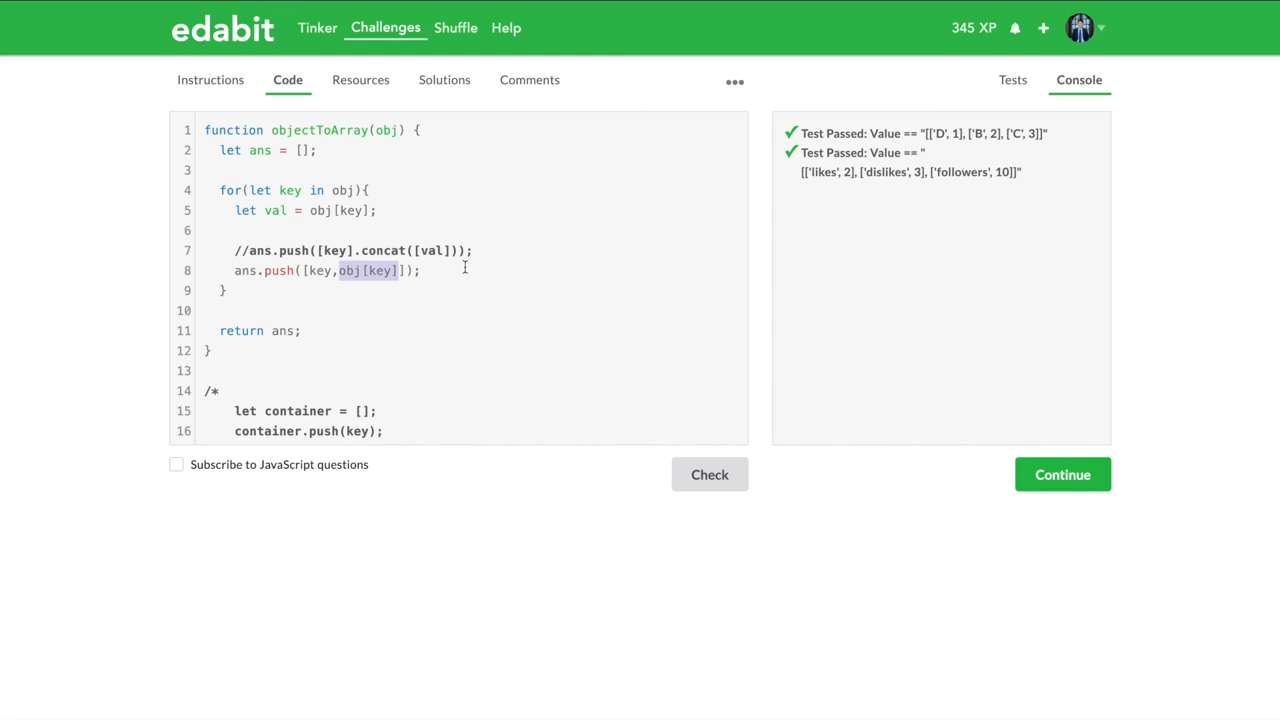 edabit Tinker Challenges Shuffle Help 345 XP
Instructions Code Resources Solutions Comments Tests Console
1 function objectToArray(obj) {
2 let ans = [];
3
4 for(let key in obj){
5 let val = obj[key];
6
7 //ans.push([key].concat([val]));
8 ans.push([key,obj[key]]);
9 }
10
11 return ans;
12 }
13
14 /*
15 let container = [];
16 container.push(key);
Test Passed: Value == "[['D', 1], ['B', 2], ['C', 3]]"
Test Passed: Value == "
[['likes', 2], ['dislikes', 3], ['followers', 10]]"
Subscribe to JavaScript questions
Check
Continue